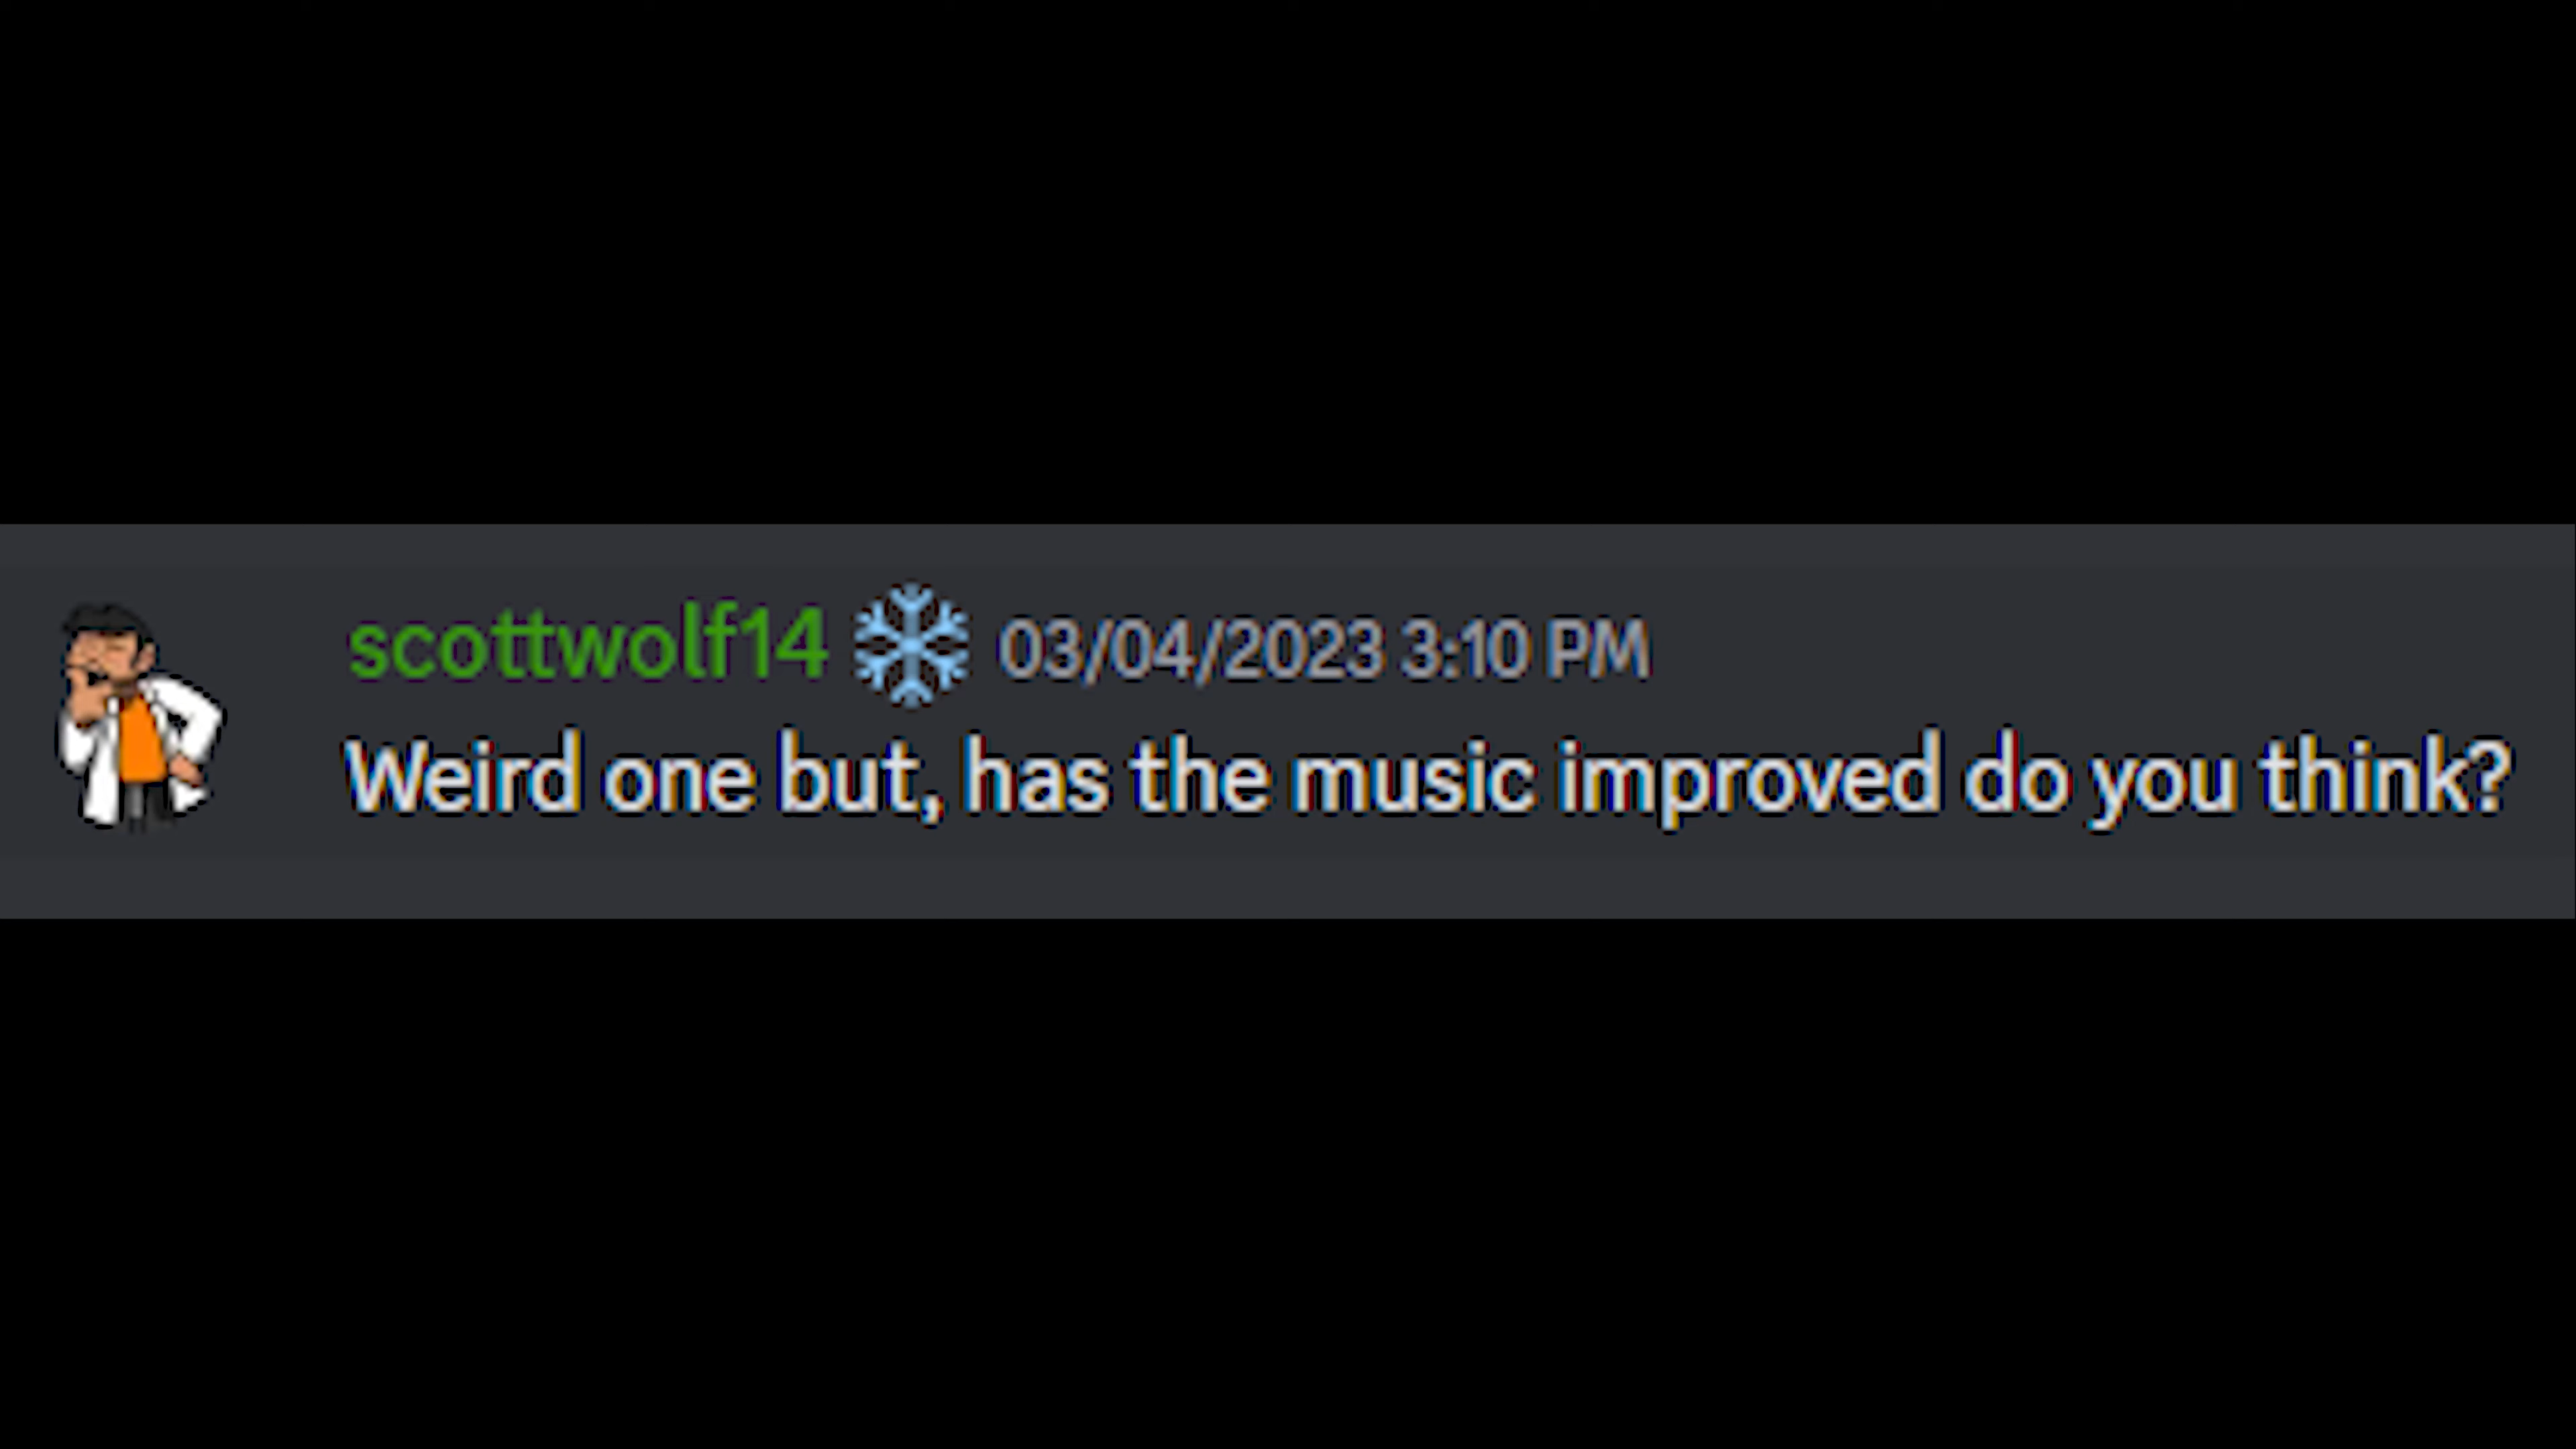 scottwolf14 ❄️ 03/04/2023 3:10 PM
Weird one but, has the music improved do you think?